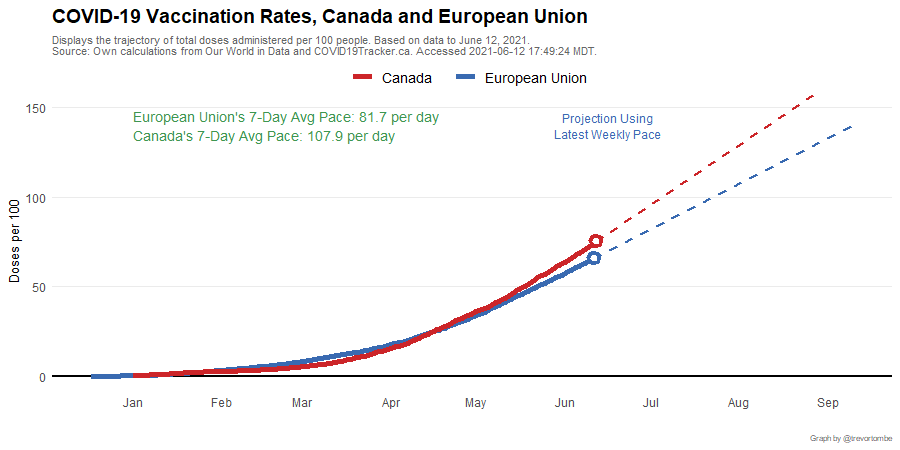 COVID-19 Vaccination Rates, Canada and European Union
Displays the trajectory of total doses administered per 100 people. Based on data to June 12, 2021.
Source: Own calculations from Our World in Data and COVID19Tracker.ca. Accessed 2021-06-12 17:49:24 MDT.
Canada European Union
European Union's 7-Day Avg Pace: 81.7 per day
Canada's 7-Day Avg Pace: 107.9 per day
Projection Using
Latest Weekly Pace
Doses per 100
150
100
50
0
Jan Feb Mar Apr May Jun Jul Aug Sep
Graph by @trevortombe